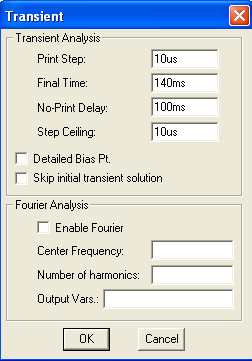 Transient
Transient Analysis
Print Step: 10us
Final Time: 140ms
No-Print Delay: 100ms
Step Ceiling: 10us
Detailed Bias Pt.
Skip initial transient solution
Fourier Analysis
Enable Fourier
Center Frequency:
Number of harmonics:
Output Vars.:
OK Cancel